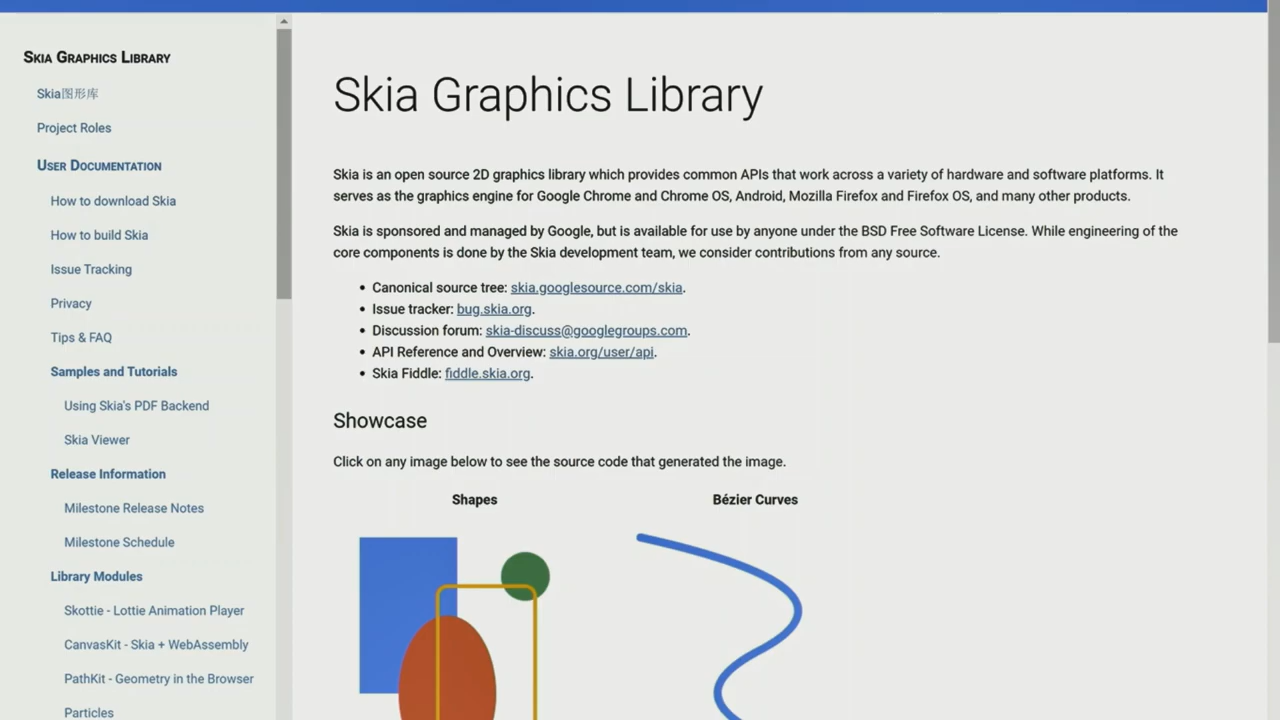 SKIA GRAPHICS LIBRARY
Skia图形库
Project Roles
USER DOCUMENTATION
How to download Skia
How to build Skia
Issue Tracking
Privacy
Tips & FAQ
Samples and Tutorials
Using Skia's PDF Backend
Skia Viewer
Release Information
Milestone Release Notes
Milestone Schedule
Library Modules
Skottie - Lottie Animation Player
CanvasKit - Skia + WebAssembly
PathKit - Geometry in the Browser
Particles
Skia Graphics Library
Skia is an open source 2D graphics library which provides common APIs that work across a variety of hardware and software platforms. It
serves as the graphics engine for Google Chrome and Chrome OS, Android, Mozilla Firefox and Firefox OS, and many other products.
Skia is sponsored and managed by Google, but is available for use by anyone under the BSD Free Software License. While engineering of the
core components is done by the Skia development team, we consider contributions from any source.
• Canonical source tree: skia.googlesource.com/skia.
• Issue tracker: bug.skia.org.
• Discussion forum: skia-discuss@googlegroups.com.
• API Reference and Overview: skia.org/user/api.
• Skia Fiddle: fiddle.skia.org.
Showcase
Click on any image below to see the source code that generated the image.
Shapes
Bézier Curves